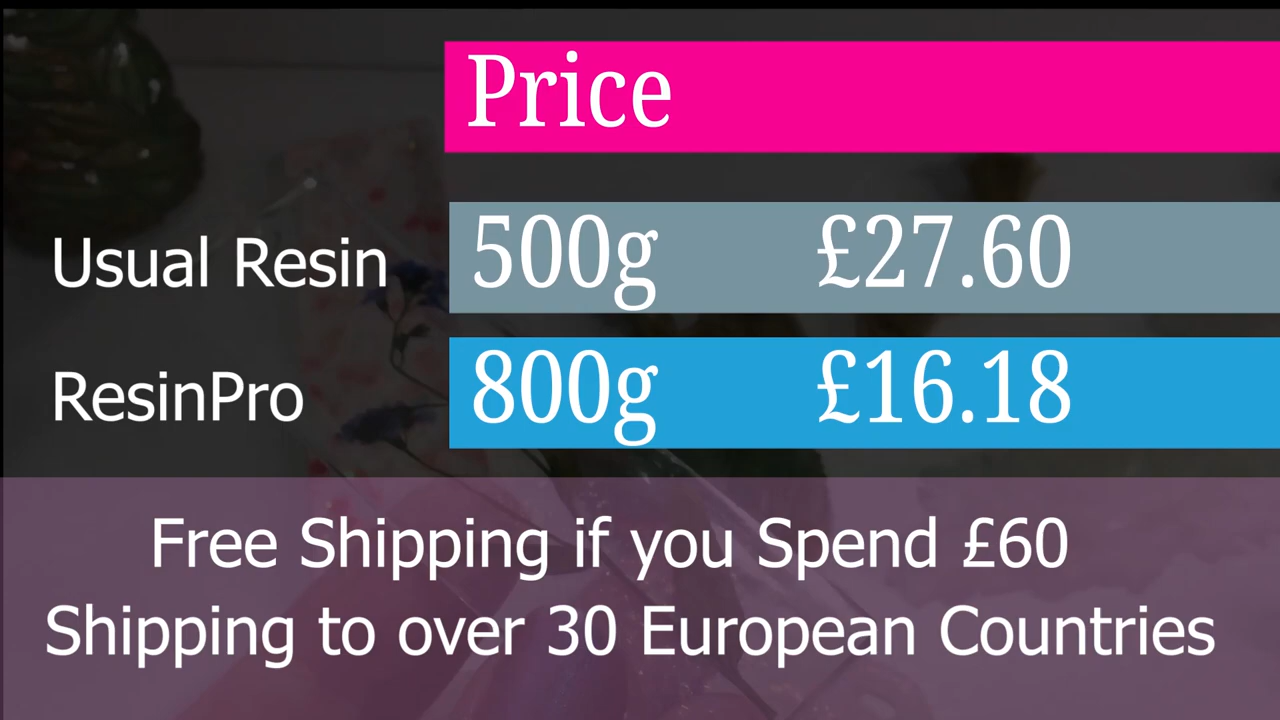 Price
Usual Resin 500g £27.60
ResinPro 800g £16.18
Free Shipping if you Spend £60
Shipping to over 30 European Countries